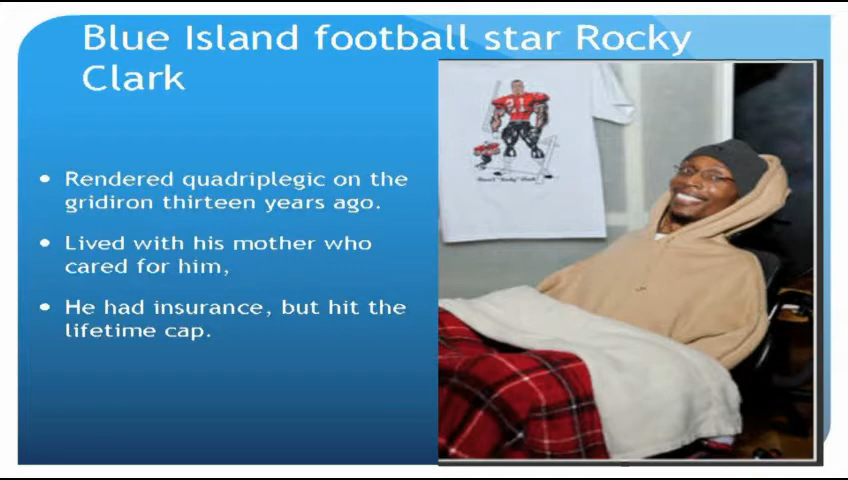 Blue Island football star Rocky
Clark
• Rendered quadriplegic on the
gridiron thirteen years ago.
• Lived with his mother who
cared for him,
• He had insurance, but hit the
lifetime cap.
21